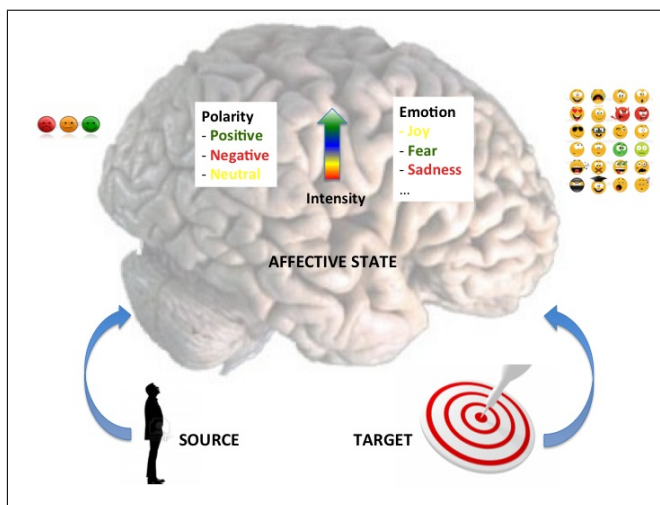 Polarity
- Positive
- Negative
- Neutral
Emotion
- Joy
- Fear
- Sadness
...
Intensity
AFFECTIVE STATE
SOURCE
TARGET